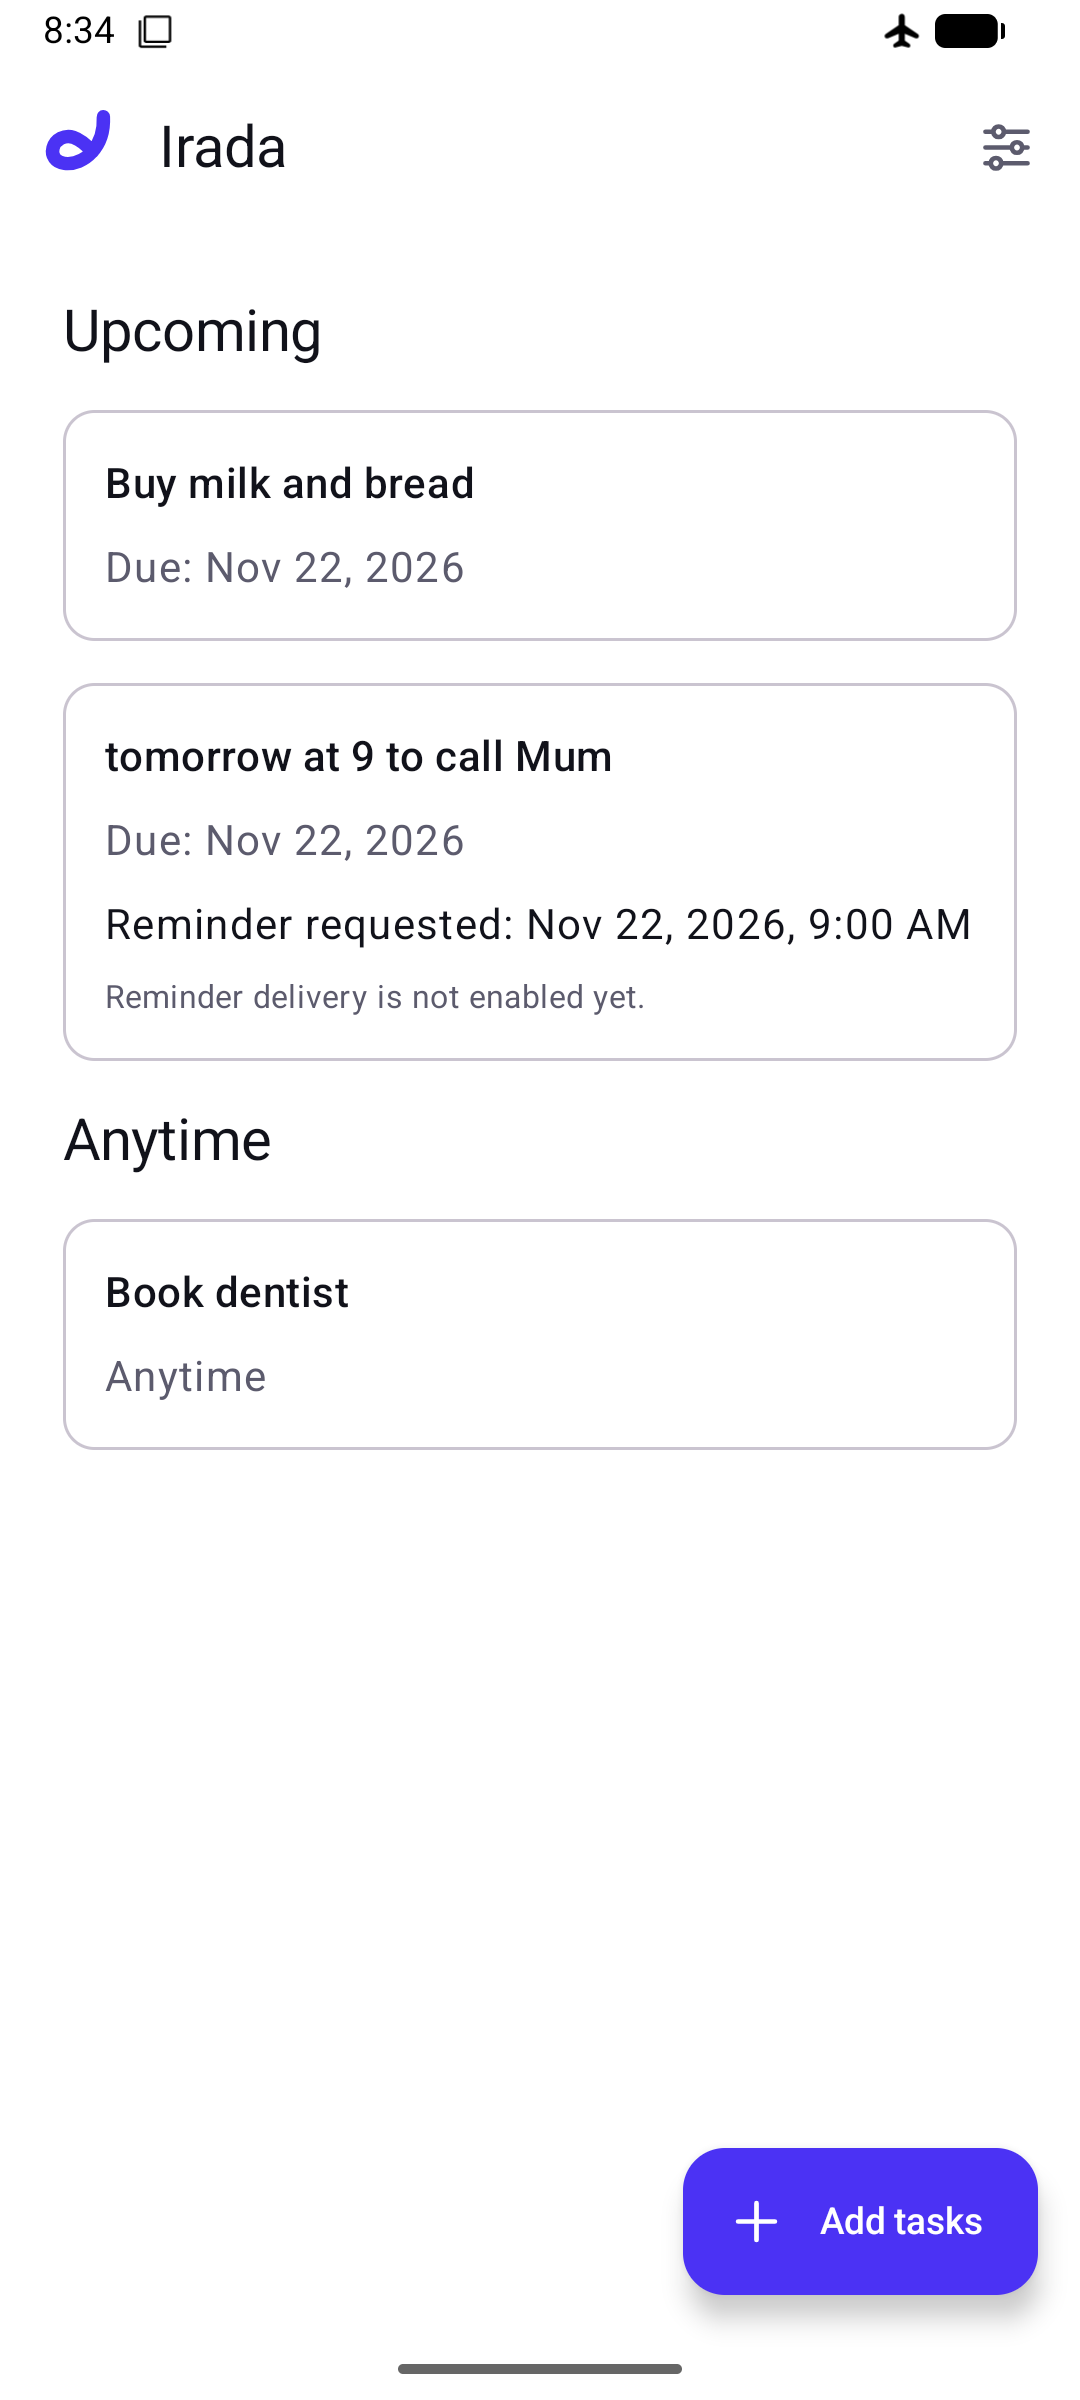 8:34
Irada
Upcoming
Buy milk and bread
Due: Nov 22, 2026
tomorrow at 9 to call Mum
Due: Nov 22, 2026
Reminder requested: Nov 22, 2026, 9:00 AM
Reminder delivery is not enabled yet.
Anytime
Book dentist
Anytime
Add tasks